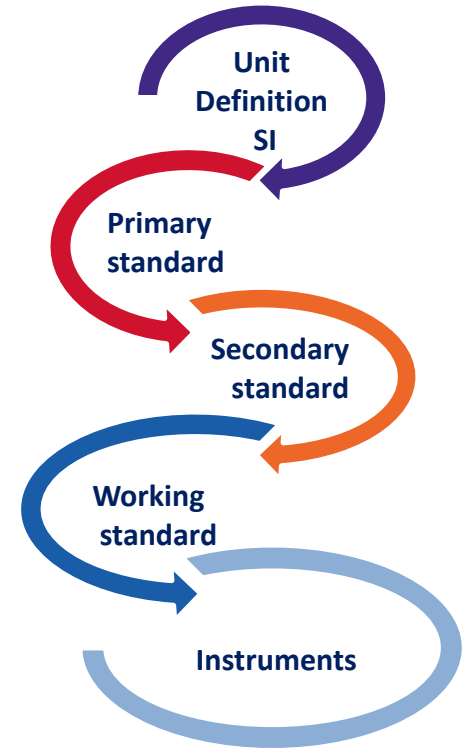 Unit
Definition
SI
Primary
standard
Secondary
standard
Working
standard
Instruments